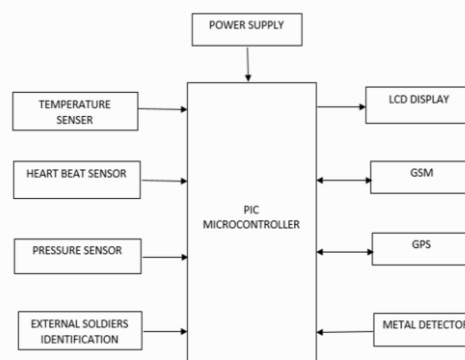 POWER SUPPLY
TEMPERATURE
SENSER
LCD DISPLAY
HEART BEAT SENSOR
GSM
PIC
MICROCONTROLLER
PRESSURE SENSOR
GPS
EXTERNAL SOLDIERS
IDENTIFICATION
METAL DETECTOR